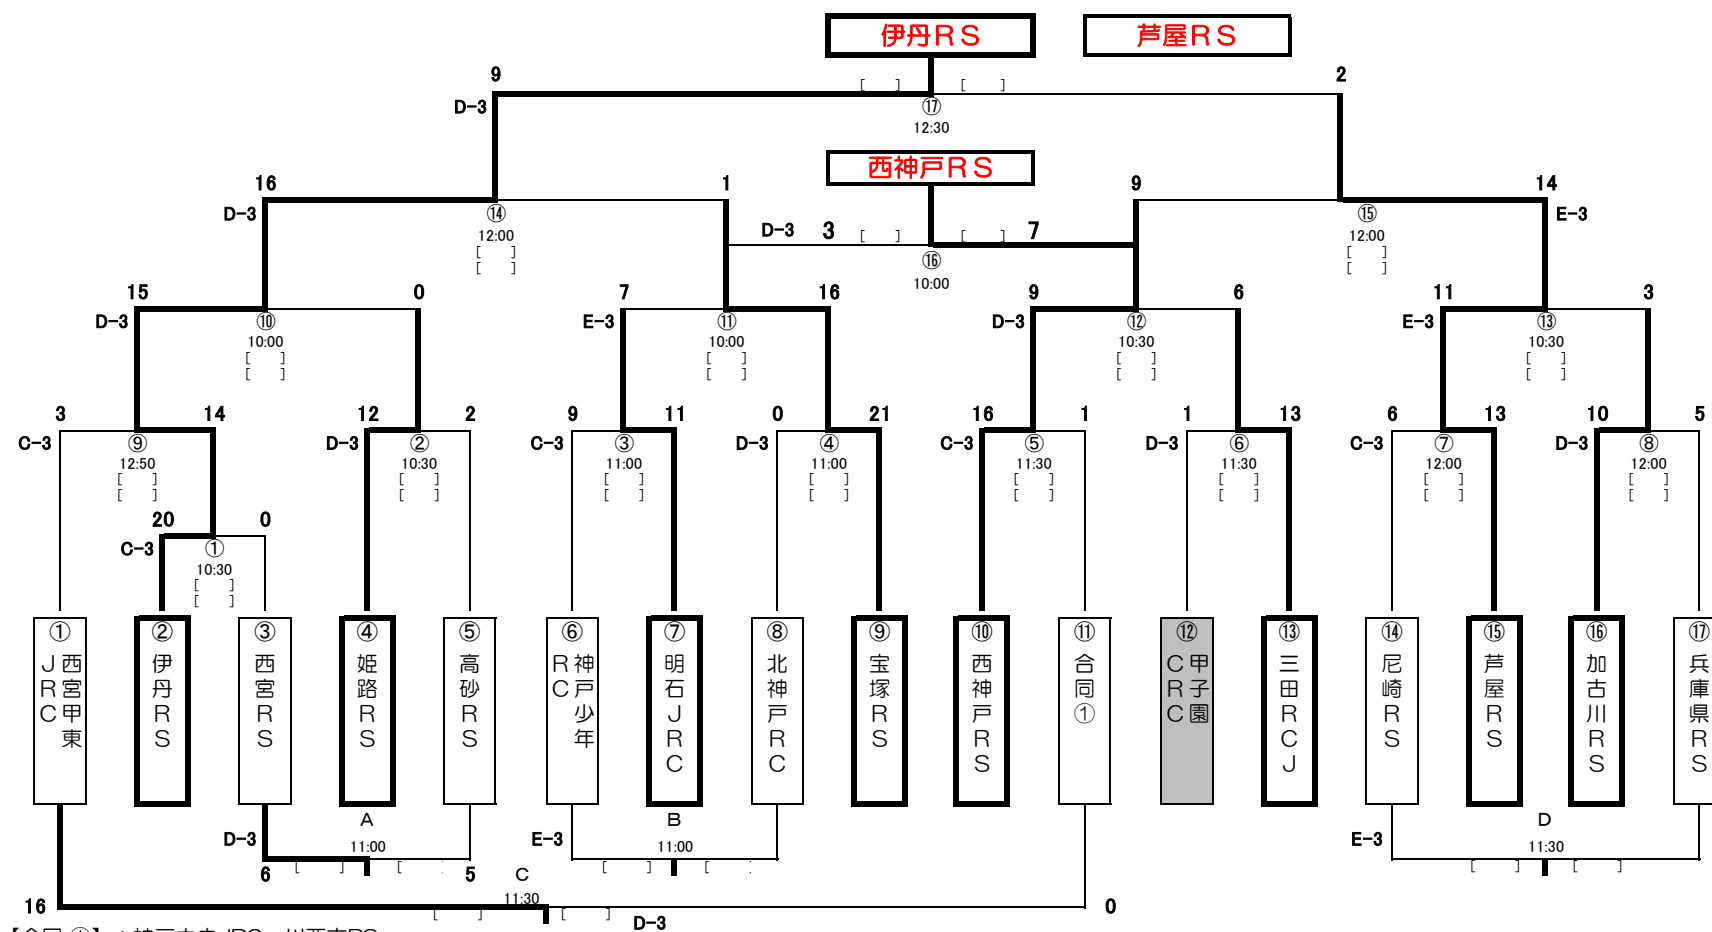 伊丹RS 芦屋RS
9 [ ] [ ] 2
D-3 ⑰
12:30
西神戸RS
16 1 9 14
D-3 ⑭ D-3 3 [ ] [ ] 7 ⑮ E-3
12:00 ⑯ 12:00
[ ] 10:00 [ ]
[ ] [ ]
15 0 7 16 9 6 11 3
D-3 ⑩ E-3 ⑪ D-3 ⑫ E-3 ⑬
10:00 10:00 10:30 10:30
[ ] [ ] [ ] [ ]
[ ] [ ] [ ] [ ]
3 14 12 2 9 11 0 21 16 1 1 13 6 13 10 5
C-3 ⑨ D-3 ② C-3 ③ D-3 ④ C-3 ⑤ D-3 ⑥ C-3 ⑦ D-3 ⑧
12:50 10:30 11:00 11:00 11:30 11:30 12:00 12:00
[ ] [ ] [ ] [ ] [ ] [ ] [ ] [ ]
[ ] [ ] [ ] [ ] [ ] [ ] [ ] [ ]
20 0
C-3 ①
10:30
[ ]
[ ]
① 西宮甲東JRC
② 伊丹RS
③ 西宮RS
④ 姫路RS
⑤ 高砂RS
⑥ 神戸少年RC
⑦ 明石JRC
⑧ 北神戸RC
⑨ 宝塚RS
⑩ 西神戸RS
⑪ 合同①
⑫ 甲子園CRC
⑬ 三田RCJ
⑭ 尼崎RS
⑮ 芦屋RS
⑯ 加古川RS
⑰ 兵庫県RS
A B D
D-3 11:00 E-3 11:00 E-3 11:30
6 [ ] [ 5 [ ] [ ] [ ] [ ]
C
16 11:30 0
[ ] [ ] D-3